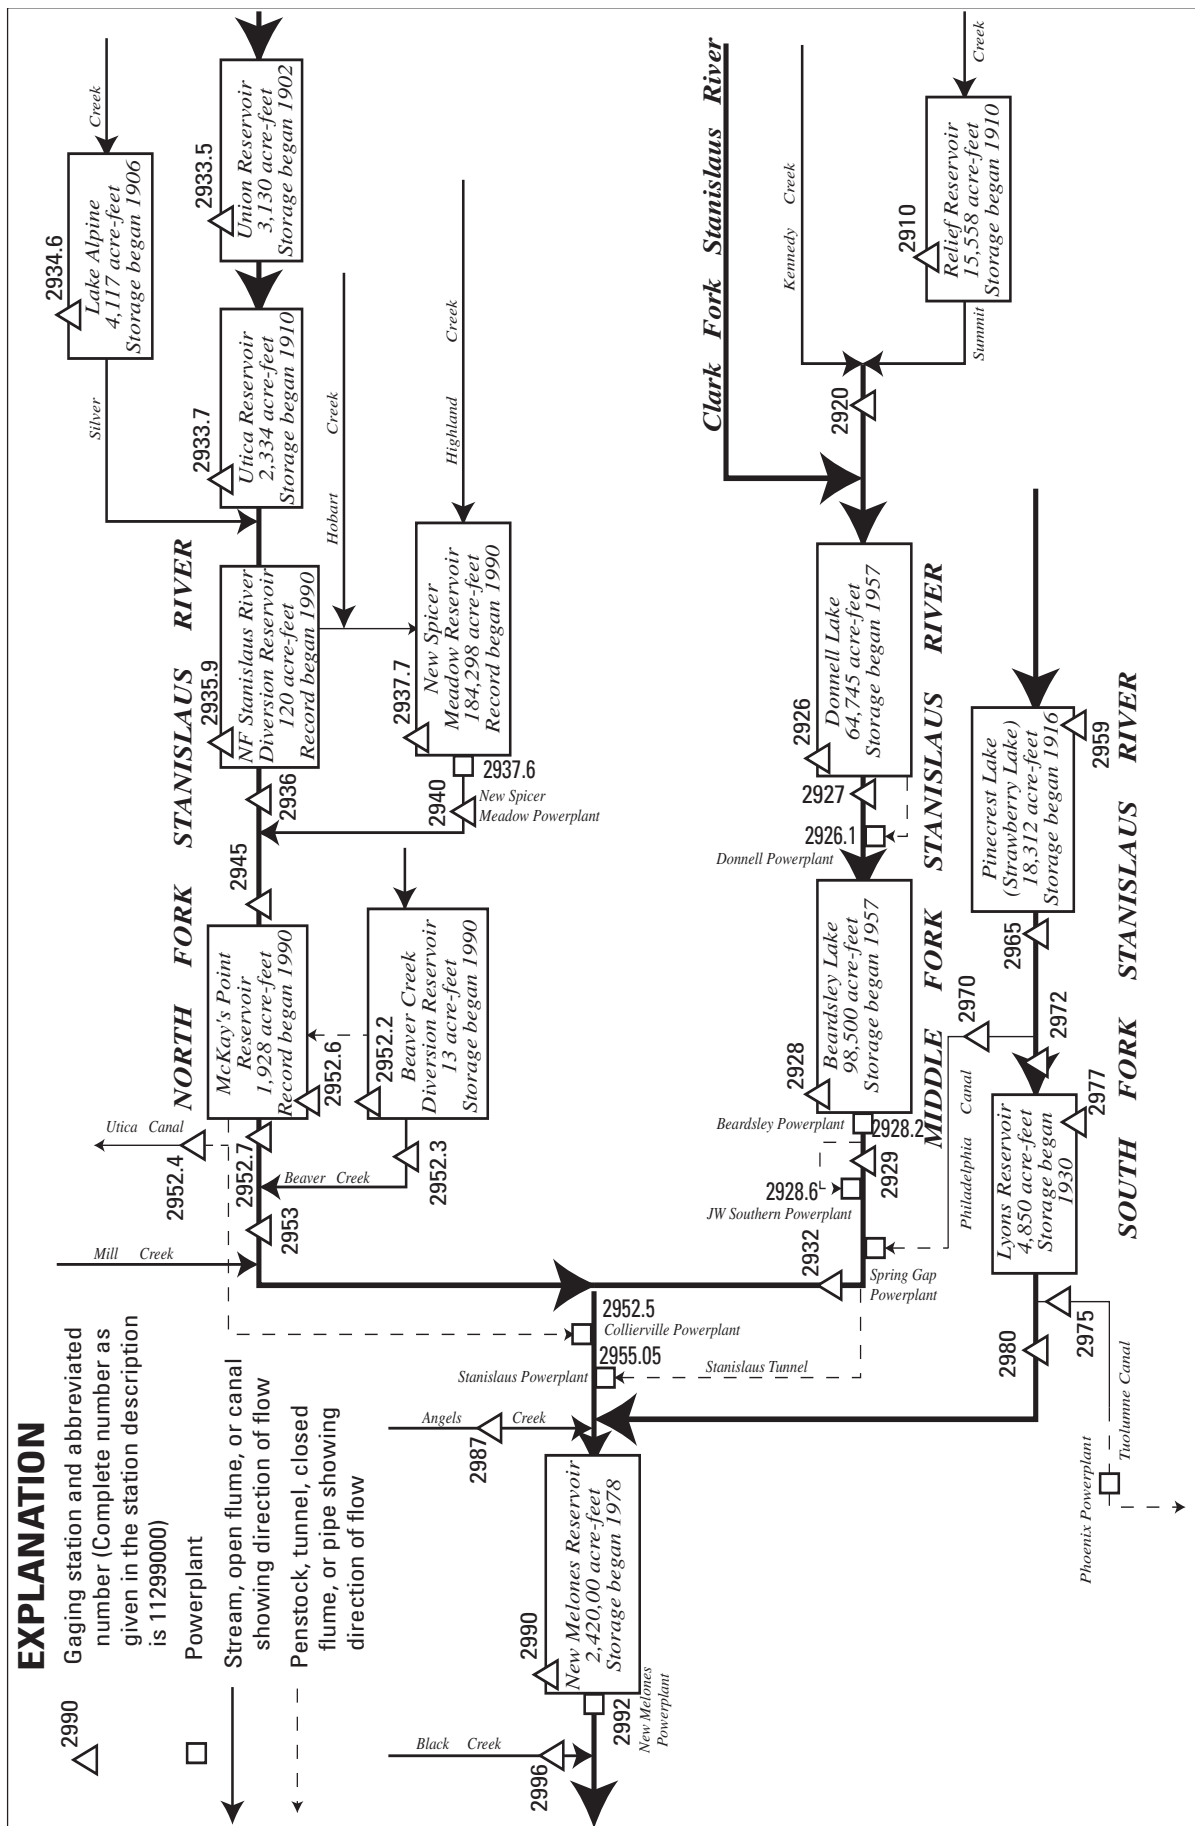 Creek
2934.6
Lake Alpine
4,117 acre-feet
Storage began 1906
Silver
2933.5
Union Reservoir
3,130 acre-feet
Storage began 1902
2933.7
Utica Reservoir
2,334 acre-feet
Storage began 1910
Hobart Creek
Highland Creek
NORTH FORK STANISLAUS RIVER
2935.9
NF Stanislaus River
Diversion Reservoir
120 acre-feet
Record began 1990
2937.7
New Spicer
Meadow Reservoir
184,298 acre-feet
Record began 1990
2937.6
New Spicer
Meadow Powerplant
2936
2940
2945
McKay's Point
Reservoir
1,928 acre-feet
Record began 1990
2952.6
2952.2
Beaver Creek
Diversion Reservoir
13 acre-feet
Storage began 1990
Utica Canal
2952.4
2952.7
2952.3
Beaver Creek
2953
Mill Creek
Clark Fork Stanislaus River
Kennedy Creek
Creek
2910
Relief Reservoir
15,558 acre-feet
Storage began 1910
Summit
2920
2926
Donnell Lake
64,745 acre-feet
Storage began 1957
2927
2926.1
Donnell Powerplant
MIDDLE FORK STANISLAUS RIVER
2928
Beardsley Lake
98,500 acre-feet
Storage began 1957
Beardsley Powerplant
2928.2
2929
2928.6
JW Southern Powerplant
2932
Spring Gap
Powerplant
Pinecrest Lake
(Strawberry Lake)
18,312 acre-feet
Storage began 1916
2959
2965
2970
2972
Philadelphia Canal
SOUTH FORK STANISLAUS RIVER
2977
Lyons Reservoir
4,850 acre-feet
Storage began
1930
2975
2980
Tuolumne Canal
Phoenix Powerplant
2952.5
Collierville Powerplant
2955.05
Stanislaus Powerplant
Stanislaus Tunnel
Angels Creek
2987
New Melones Reservoir
2,420,00 acre-feet
Storage began 1978
2990
2992
New Melones
Powerplant
Black Creek
2996
EXPLANATION
2990
Gaging station and abbreviated
number (Complete number as
given in the station description
is 11299000)
Powerplant
Stream, open flume, or canal
showing direction of flow
Penstock, tunnel, closed
flume, or pipe showing
direction of flow